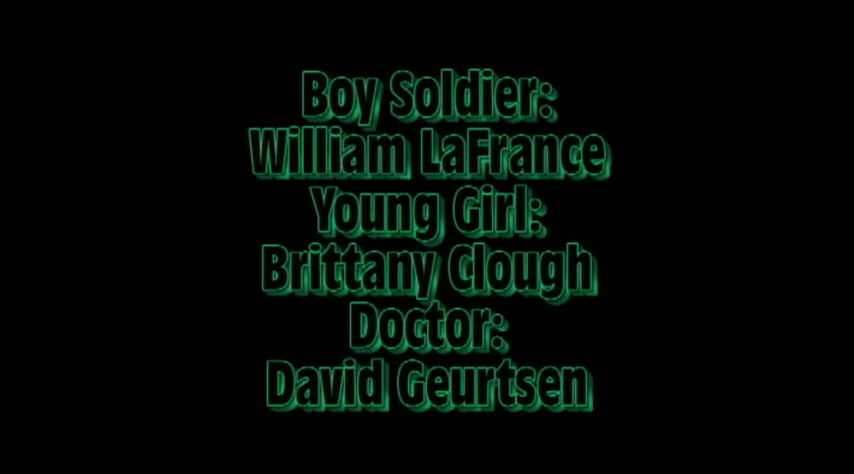 Boy Soldier:
William LaFrance
Young Girl:
Brittany Clough
Doctor:
David Geurtsen